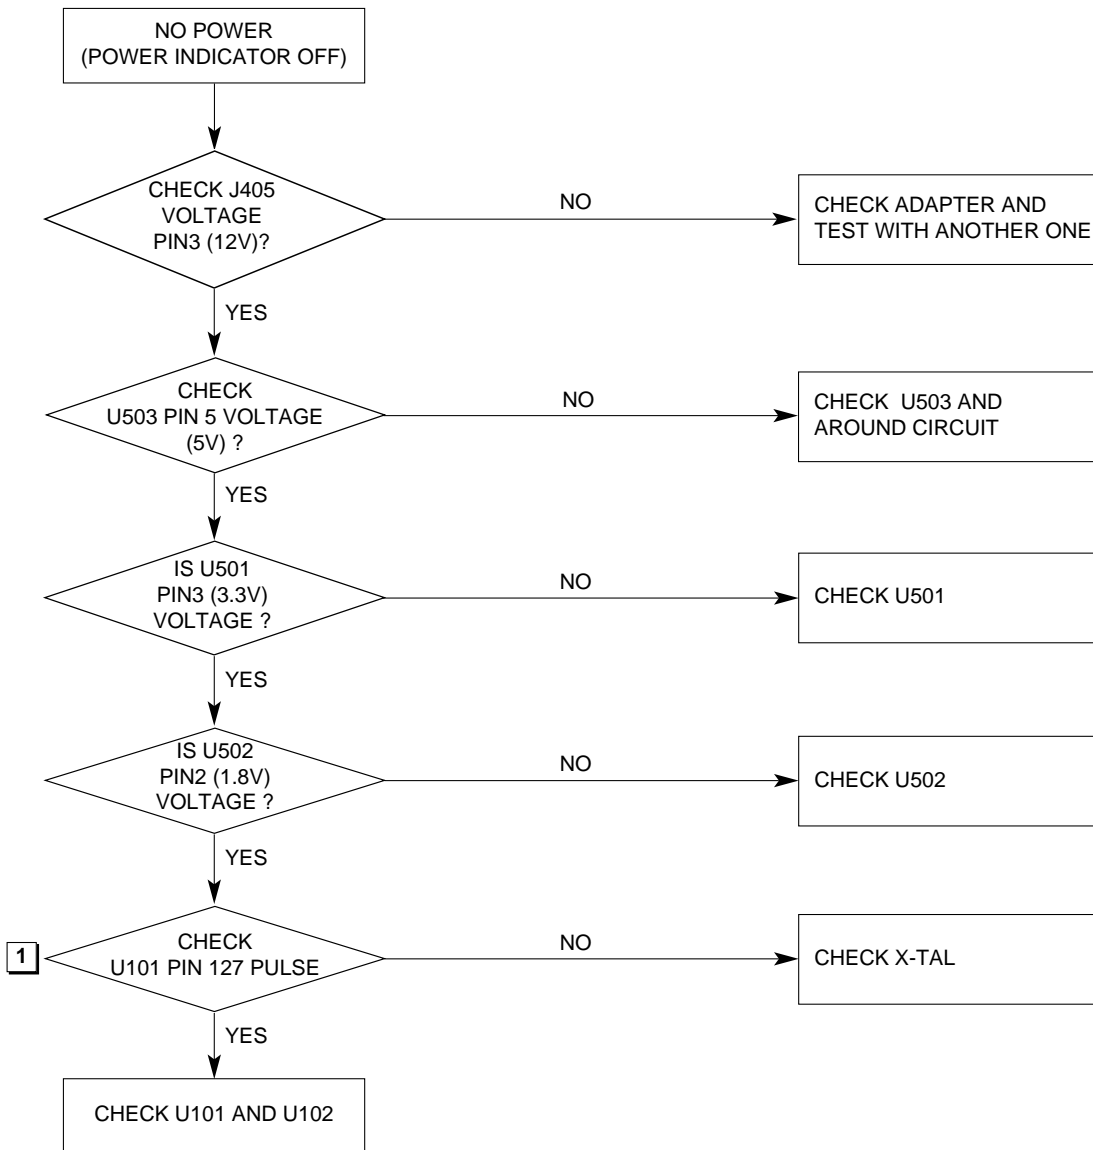 NO POWER
(POWER INDICATOR OFF)
CHECK J405
VOLTAGE
PIN3 (12V)?
NO
CHECK ADAPTER AND
TEST WITH ANOTHER ONE
YES
CHECK
U503 PIN 5 VOLTAGE
(5V) ?
NO
CHECK U503 AND
AROUND CIRCUIT
YES
IS U501
PIN3 (3.3V)
VOLTAGE ?
NO
CHECK U501
YES
IS U502
PIN2 (1.8V)
VOLTAGE ?
NO
CHECK U502
YES
1
CHECK
U101 PIN 127 PULSE
NO
CHECK X-TAL
YES
CHECK U101 AND U102